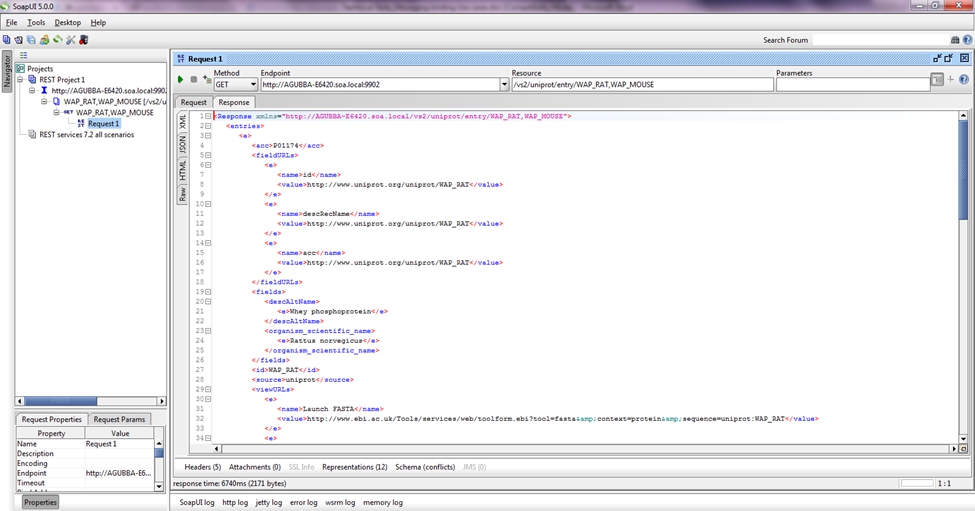 SoapUI 5.0.0
File Tools Desktop Help
Search Forum
Navigator
Projects
REST Project 1
http://AGUBBA-E6420.soa.local:9902
WAP_RAT,WAP_MOUSE [/vs2/u
WAP_RAT,WAP_MOUSE
Request 1
REST services 7.2 all scenarios
Request Properties Request Params
Property Value
Name Request 1
Description
Encoding
Endpoint http://AGUBBA-E6...
Timeout
Properties
Request 1
Method Endpoint Resource Parameters
GET http://AGUBBA-E6420.soa.local:9902 /vs2/uniprot/entry/WAP_RAT,WAP_MOUSE
Request Response
XML
JSON
HTML
Raw
1 <Response xmlns="http://AGUBBA-E6420.soa.local/vs2/uniprot/entry/WAP_RAT,WAP_MOUSE">
2 <entries>
3 <e>
4 <acc>P01174</acc>
5 <fieldURLs>
6 <e>
7 <name>id</name>
8 <value>http://www.uniprot.org/uniprot/WAP_RAT</value>
9 </e>
10 <e>
11 <name>descRecName</name>
12 <value>http://www.uniprot.org/uniprot/WAP_RAT</value>
13 </e>
14 <e>
15 <name>acc</name>
16 <value>http://www.uniprot.org/uniprot/WAP_RAT</value>
17 </e>
18 </fieldURLs>
19 <fields>
20 <descAltName>
21 <e>Whey phosphoprotein</e>
22 </descAltName>
23 <organism_scientific_name>
24 <e>Rattus norvegicus</e>
25 </organism_scientific_name>
26 </fields>
27 <id>WAP_RAT</id>
28 <source>uniprot</source>
29 <viewURLs>
30 <e>
31 <name>Launch FASTA</name>
32 <value>http://www.ebi.ac.uk/Tools/services/web/toolform.ebi?tool=fasta&amp;context=protein&amp;sequence=uniprot:WAP_RAT</value>
33 </e>
34 <e>
Headers (5) Attachments (0) SSL Info Representations (12) Schema (conflicts) JMS (0)
response time: 6740ms (2171 bytes) 1 : 1
SoapUI log http log jetty log error log wsrm log memory log